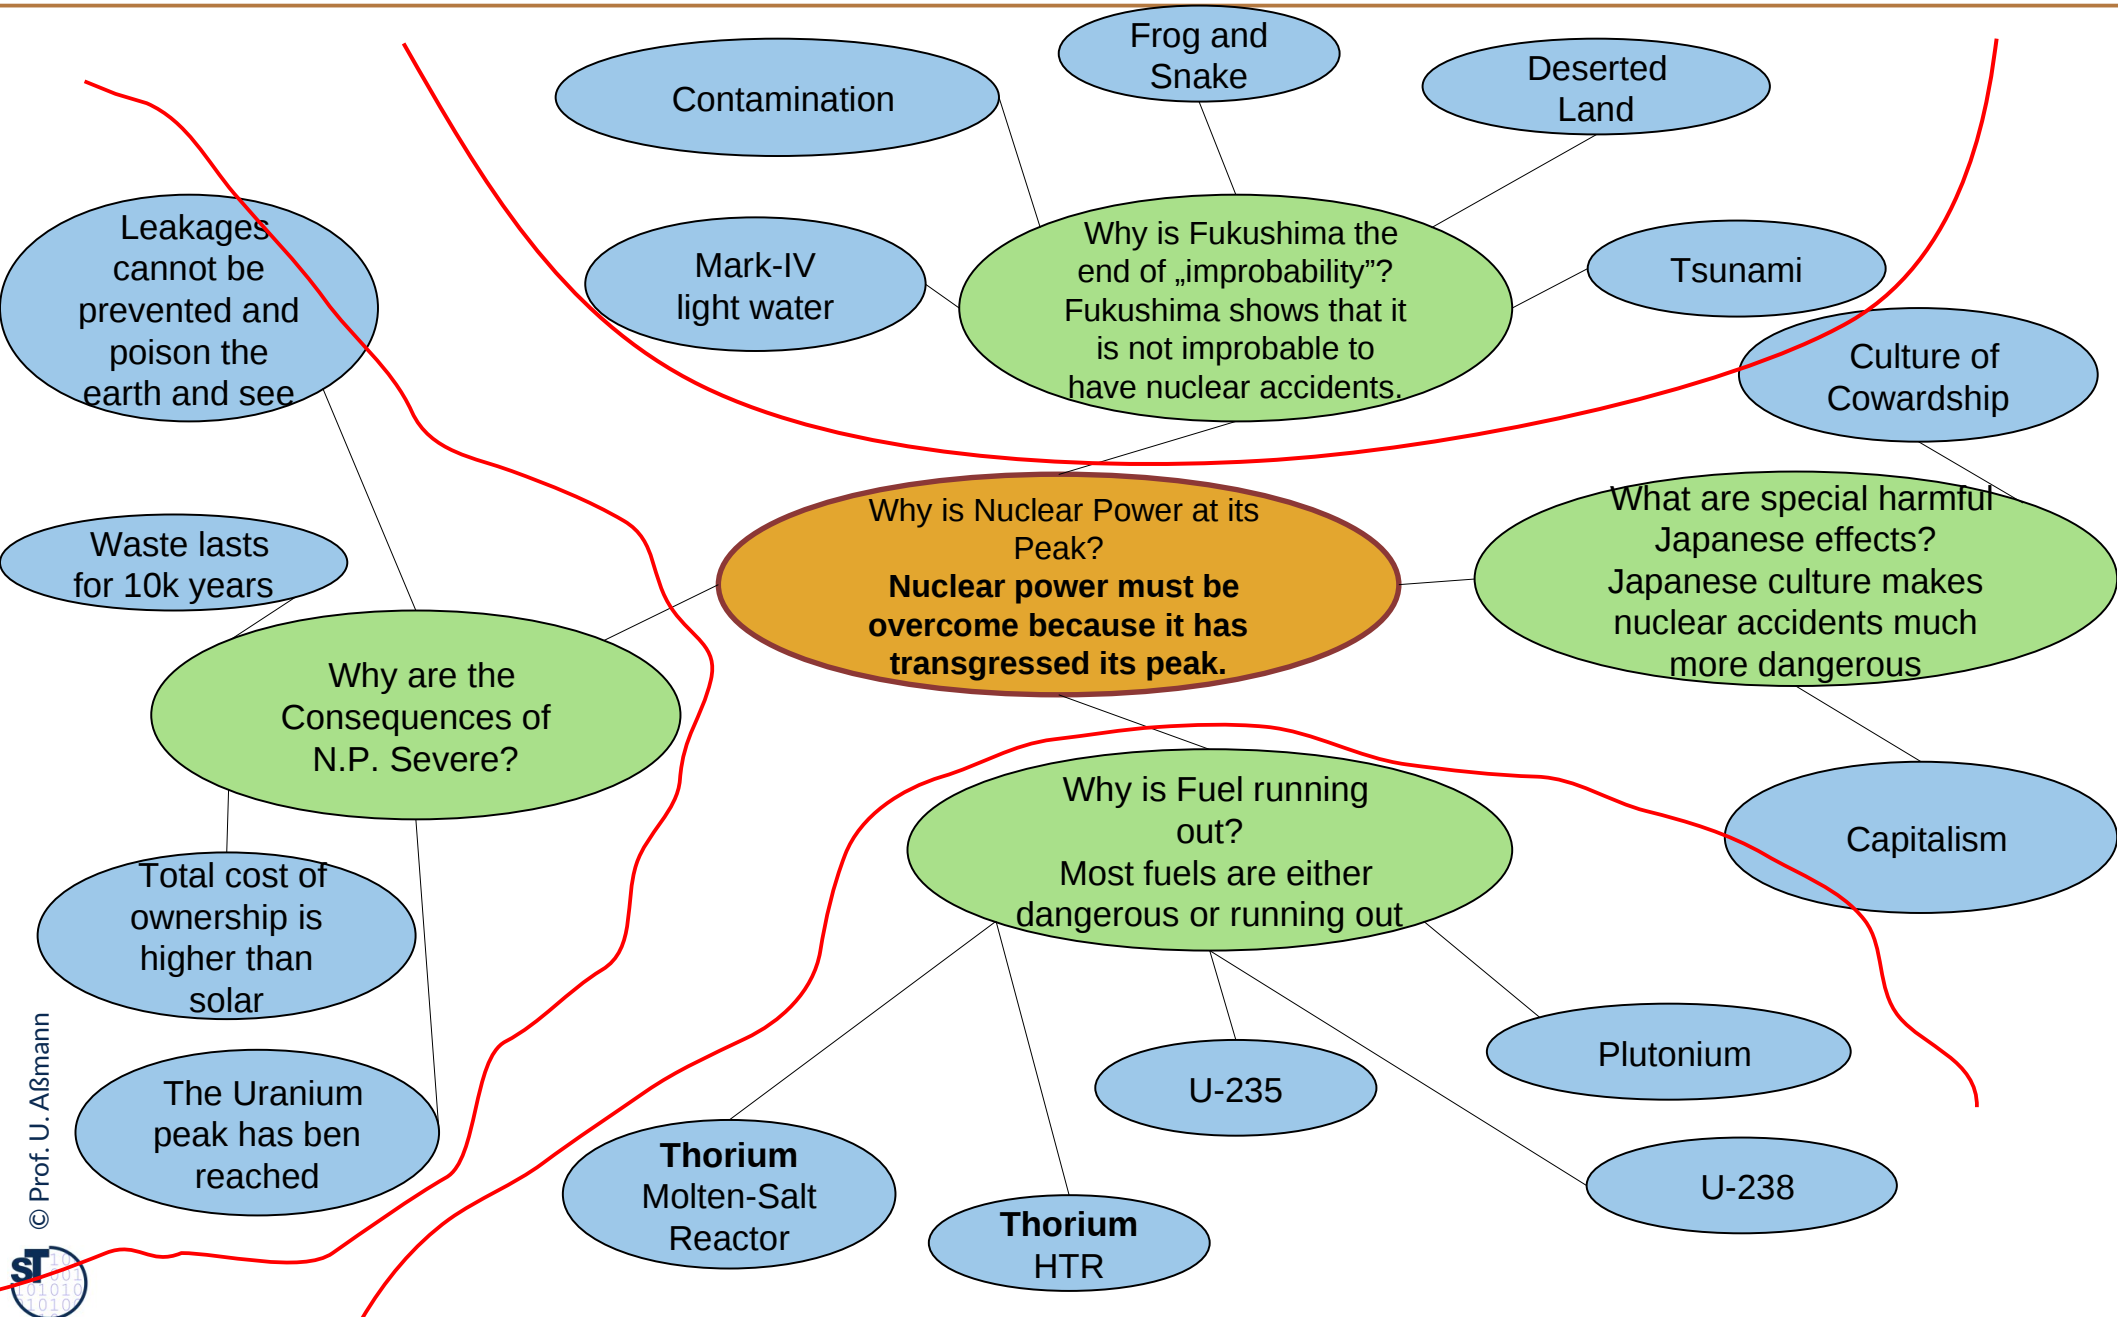 Frog and
Snake
Contamination
Deserted
Land
Leakages
cannot be
prevented and
poison the
earth and see
Mark-IV
light water
Why is Fukushima the
end of „improbability”?
Fukushima shows that it
is not improbable to
have nuclear accidents.
Tsunami
Culture of
Cowardship
Waste lasts
for 10k years
Why is Nuclear Power at its
Peak?
Nuclear power must be
overcome because it has
transgressed its peak.
What are special harmful
Japanese effects?
Japanese culture makes
nuclear accidents much
more dangerous
Why are the
Consequences of
N.P. Severe?
Why is Fuel running
out?
Most fuels are either
dangerous or running out
Capitalism
Total cost of
ownership is
higher than
solar
The Uranium
peak has ben
reached
U-235
Plutonium
Thorium
Molten-Salt
Reactor
Thorium
HTR
U-238
© Prof. U. Aßmann
ST